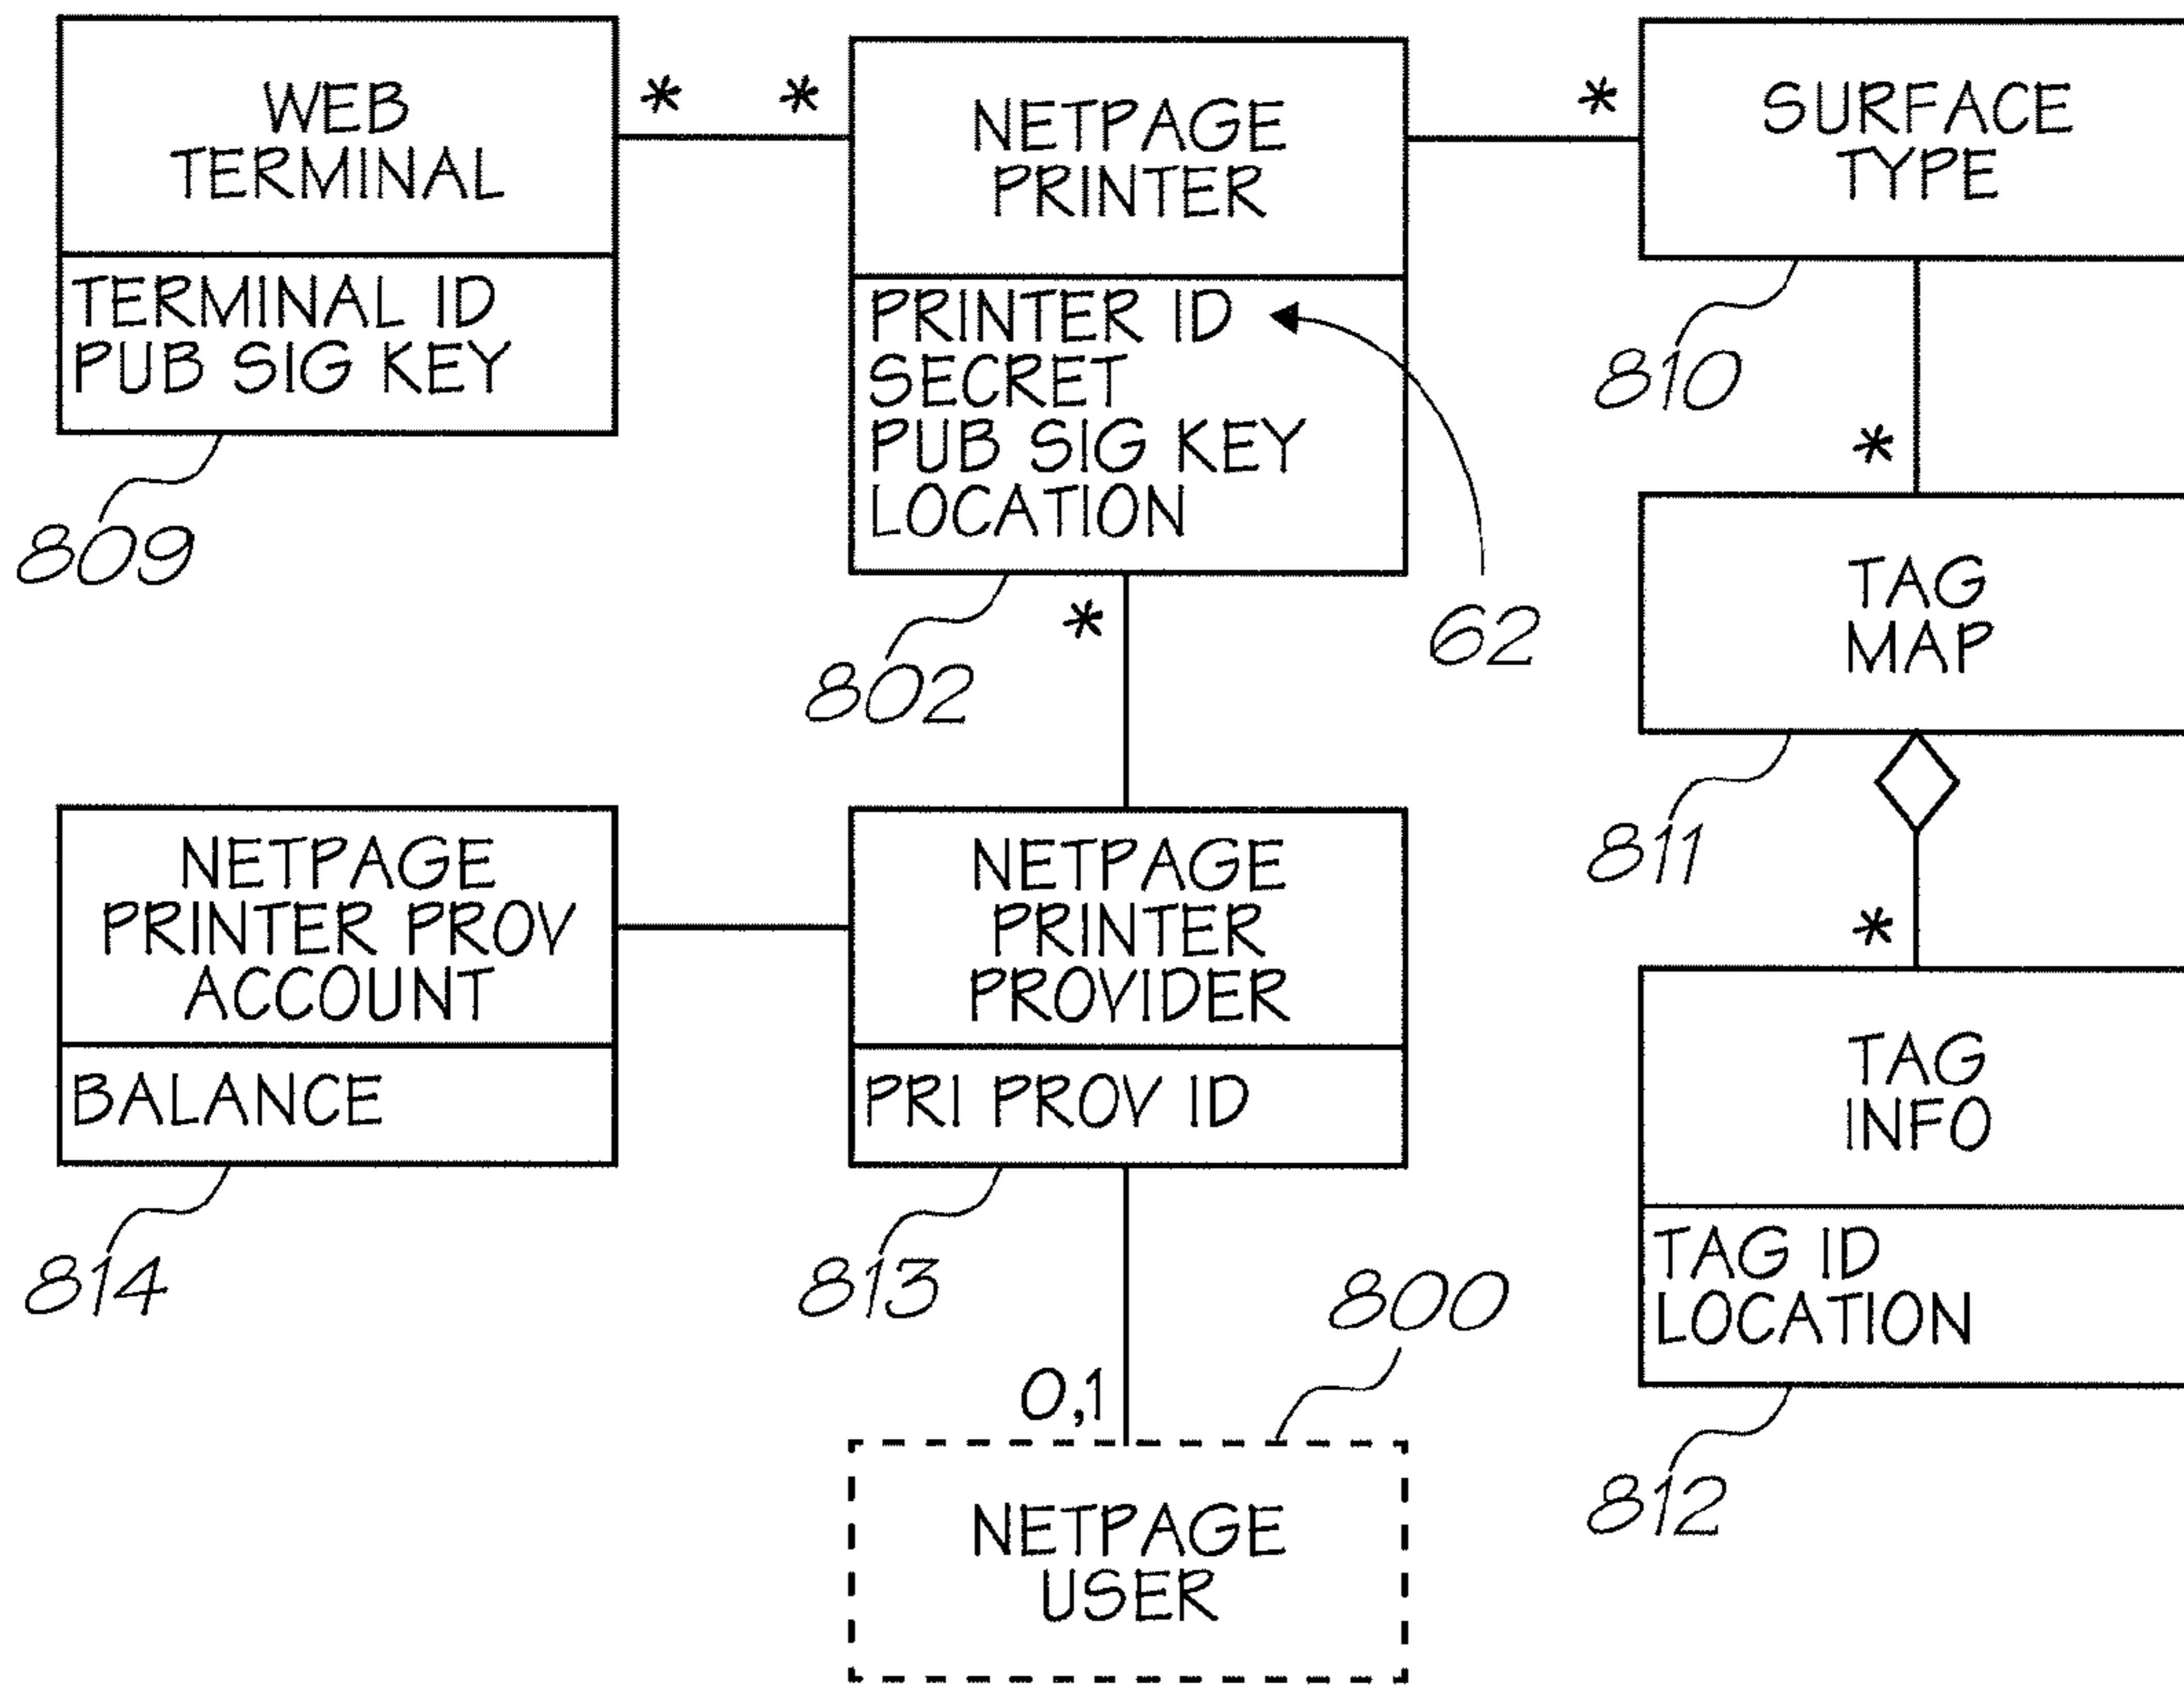 WEB
TERMINAL
TERMINAL ID
PUB SIG KEY
809
*
*
NETPAGE
PRINTER
PRINTER ID
SECRET
PUB SIG KEY
LOCATION
62
802
*
*
SURFACE
TYPE
810
*
TAG
MAP
811
*
NETPAGE
PRINTER PROV
ACCOUNT
BALANCE
814
NETPAGE
PRINTER
PROVIDER
PRI PROV ID
813
TAG
INFO
TAG ID
LOCATION
812
800
0,1
NETPAGE
USER